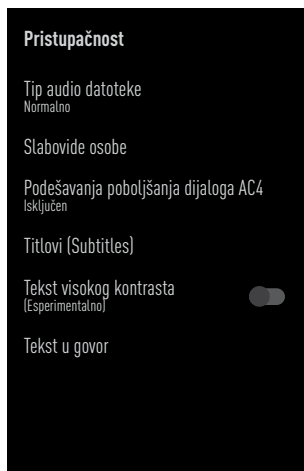 Pristupačnost
Tip audio datoteke
Normalno
Slabovide osobe
Podešavanja poboljšanja dijaloga AC4
Isključen
Titlovi (Subtitles)
Tekst visokog kontrasta
(Esperimentalno)
Tekst u govor